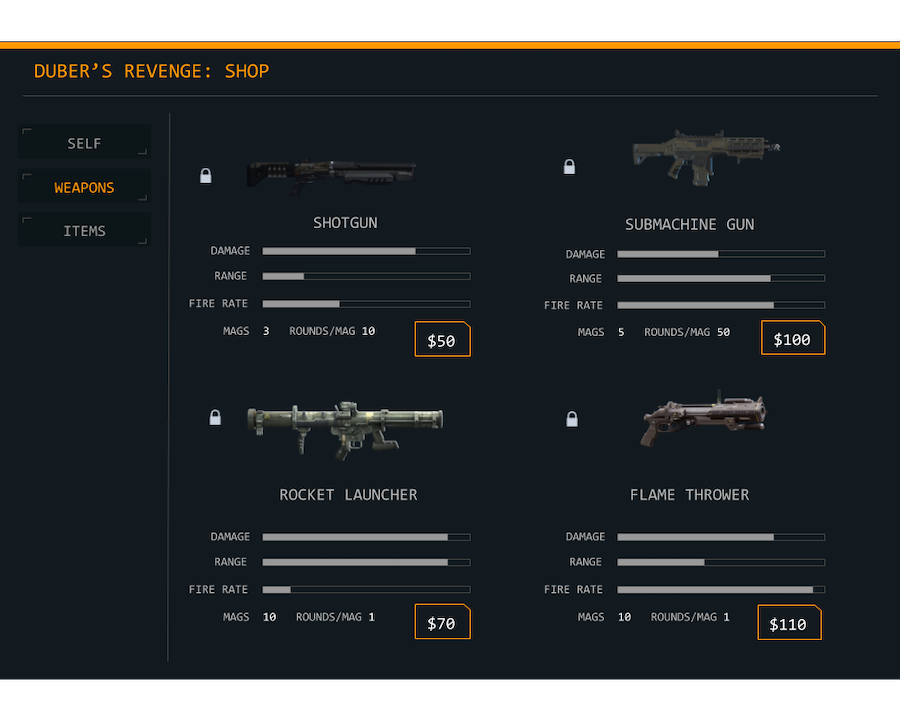 DUBER’S REVENGE: SHOP
SELF
WEAPONS
ITEMS
SHOTGUN
DAMAGE
RANGE
FIRE RATE
MAGS 3 ROUNDS/MAG 10
$50
SUBMACHINE GUN
DAMAGE
RANGE
FIRE RATE
MAGS 5 ROUNDS/MAG 50
$100
ROCKET LAUNCHER
DAMAGE
RANGE
FIRE RATE
MAGS 10 ROUNDS/MAG 1
$70
FLAME THROWER
DAMAGE
RANGE
FIRE RATE
MAGS 10 ROUNDS/MAG 1
$110